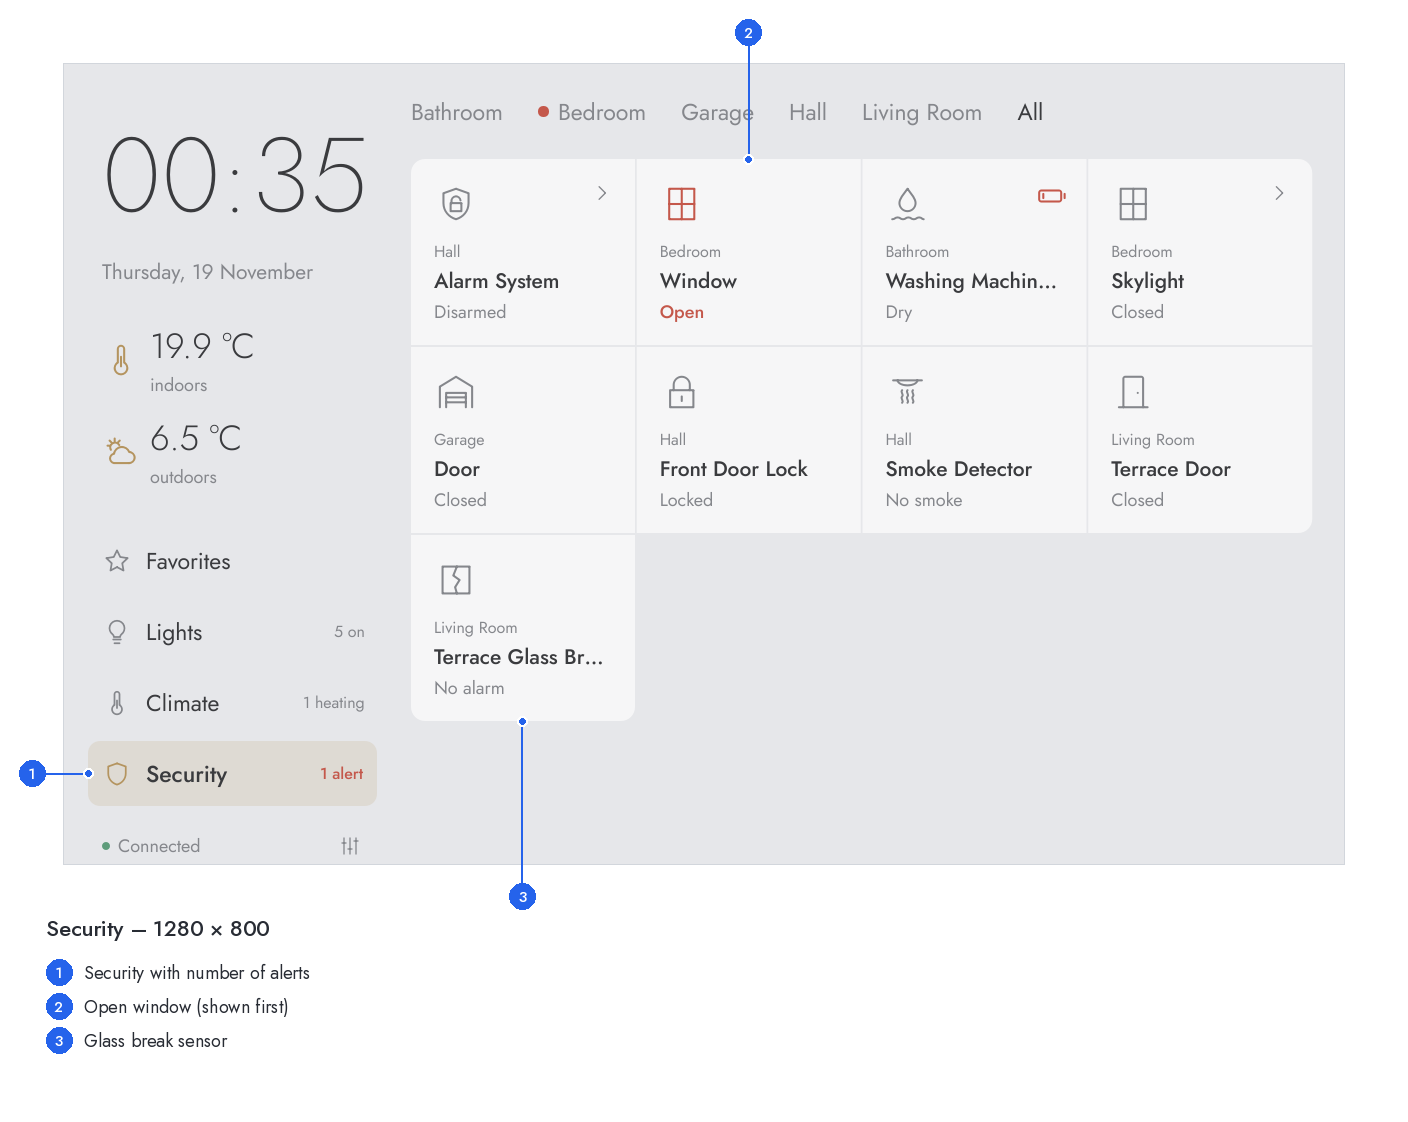 2
Bathroom Bedroom Garage Hall Living Room All
00:35
Thursday, 19 November
19.9 °C
indoors
6.5 °C
outdoors
Favorites
Lights 5 on
Climate 1 heating
1
Security 1 alert
Connected
Hall
Alarm System
Disarmed
Bedroom
Window
Open
Bathroom
Washing Machin...
Dry
Bedroom
Skylight
Closed
Garage
Door
Closed
Hall
Front Door Lock
Locked
Hall
Smoke Detector
No smoke
Living Room
Terrace Door
Closed
Living Room
Terrace Glass Br...
No alarm
3
Security – 1280 × 800
1 Security with number of alerts
2 Open window (shown first)
3 Glass break sensor